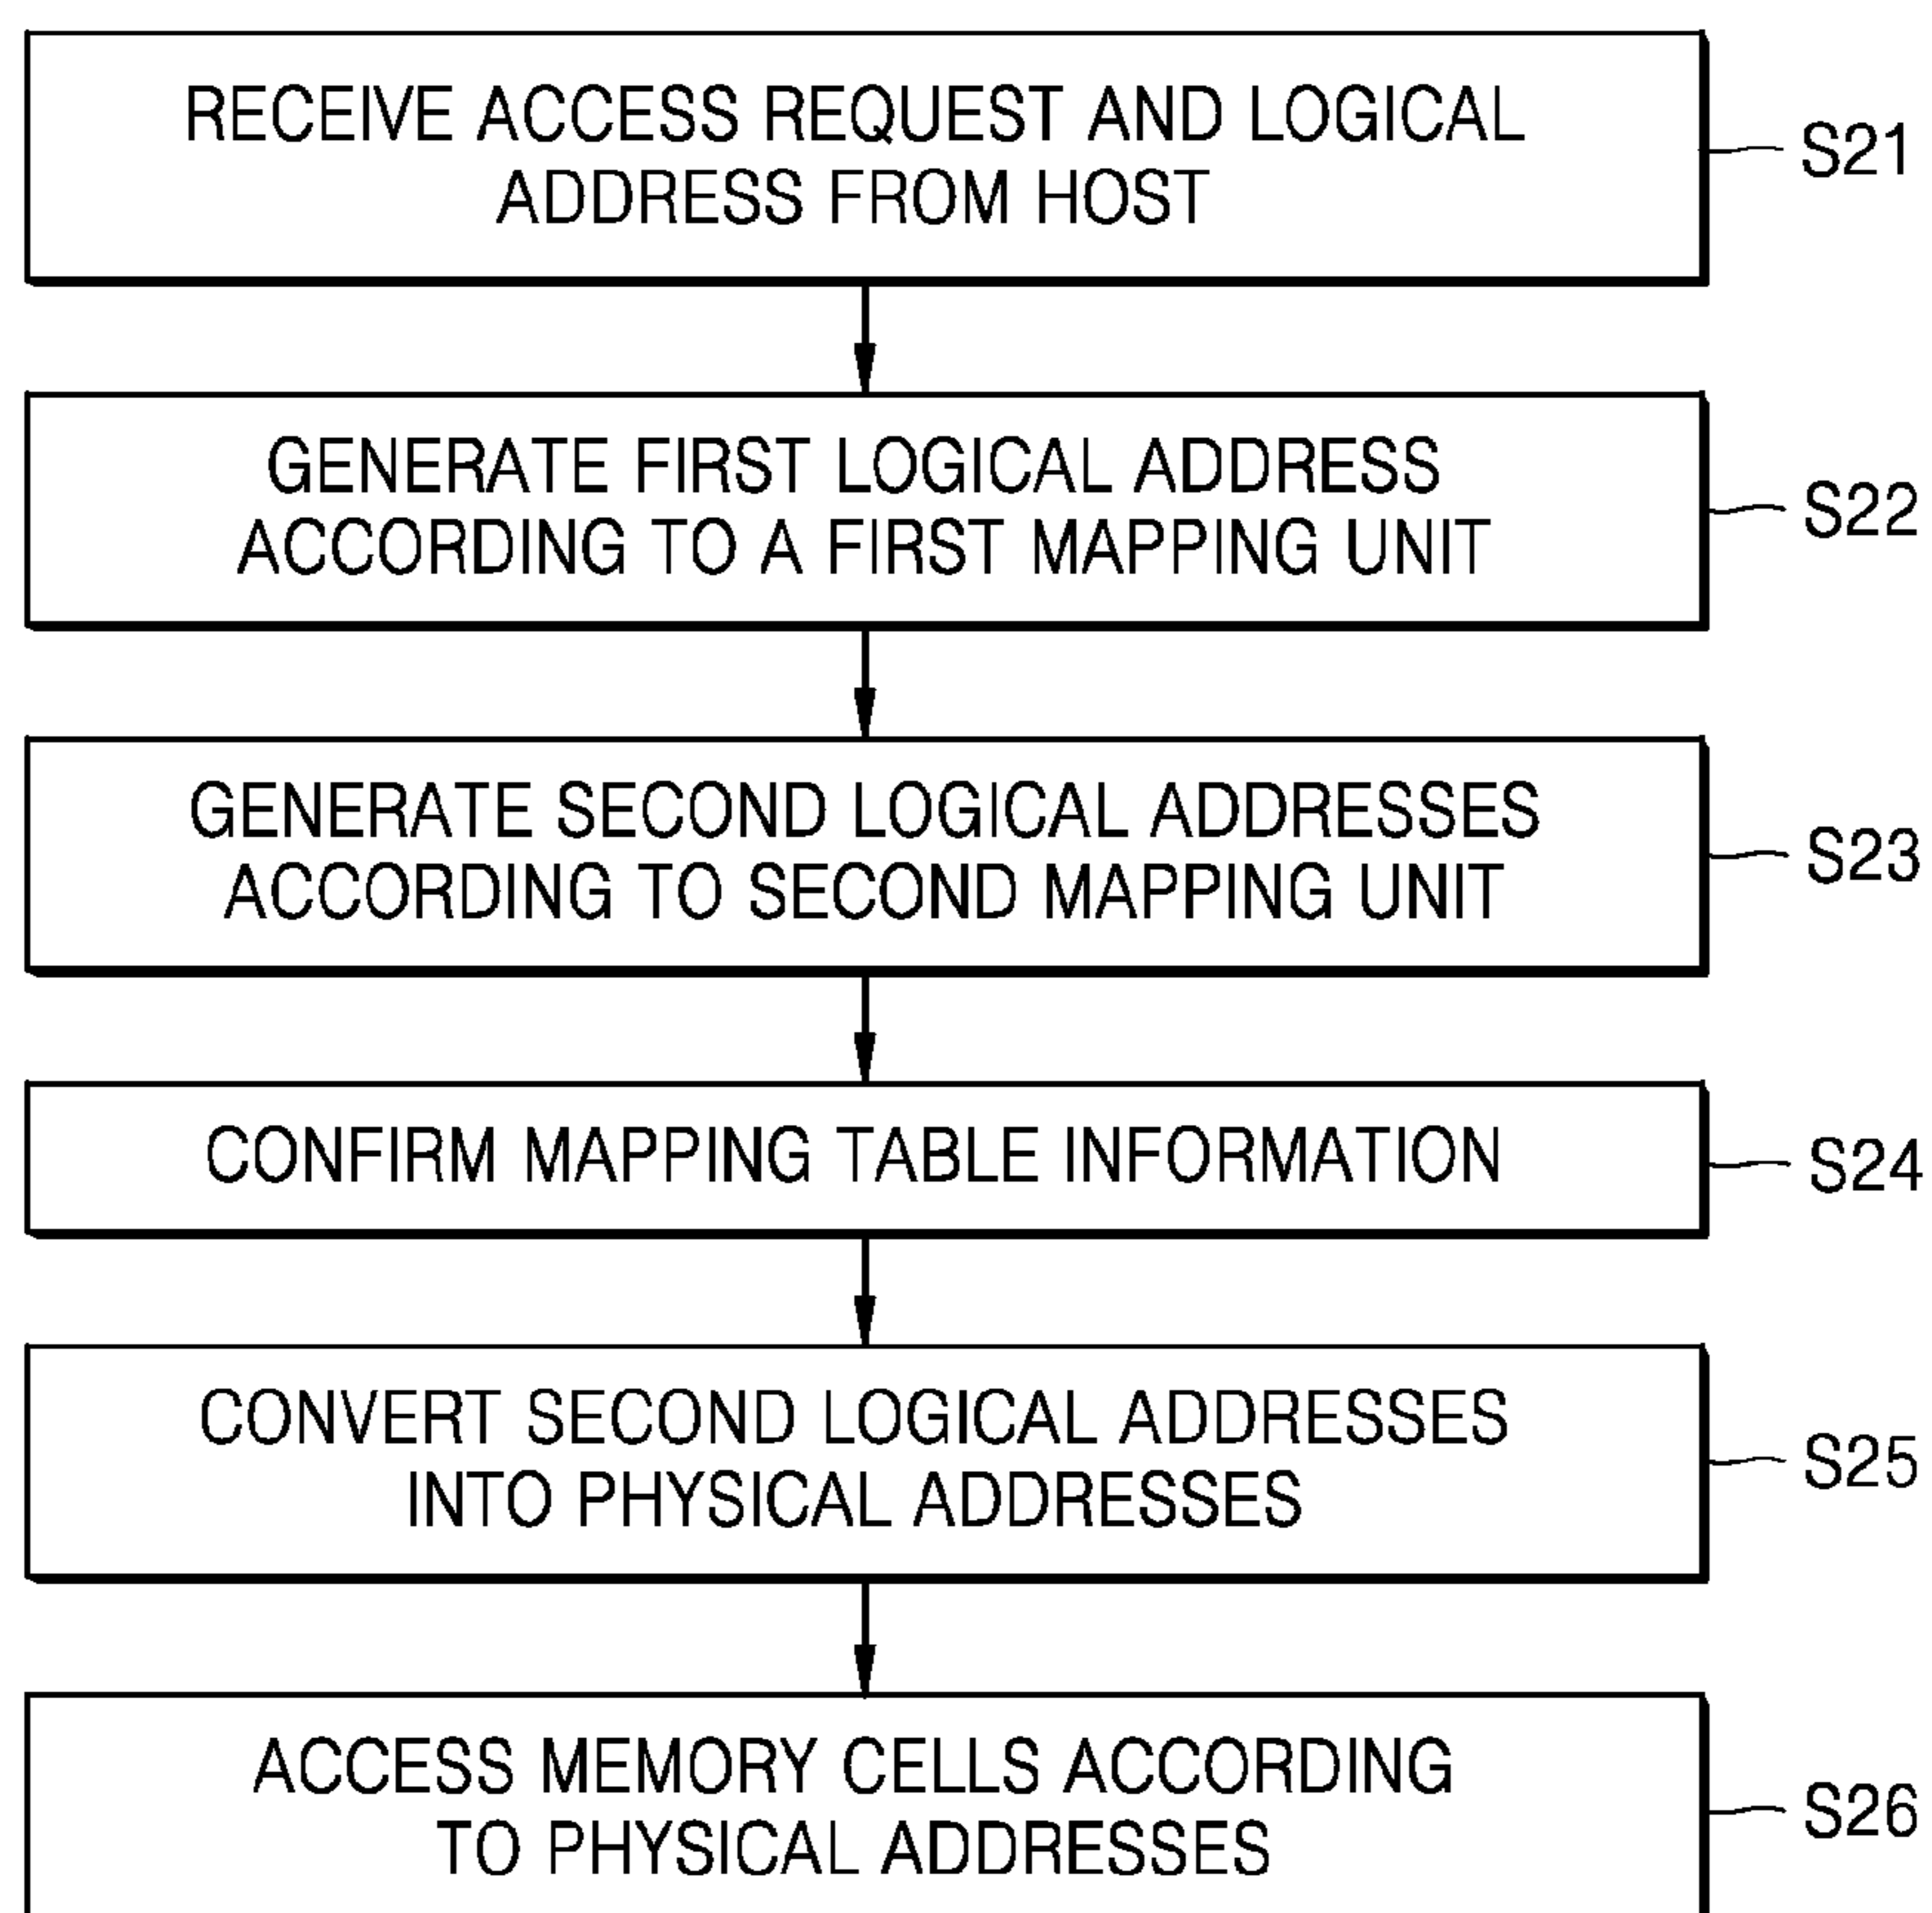 RECEIVE ACCESS REQUEST AND LOGICAL
ADDRESS FROM HOST
S21
GENERATE FIRST LOGICAL ADDRESS
ACCORDING TO A FIRST MAPPING UNIT
S22
GENERATE SECOND LOGICAL ADDRESSES
ACCORDING TO SECOND MAPPING UNIT
S23
CONFIRM MAPPING TABLE INFORMATION
S24
CONVERT SECOND LOGICAL ADDRESSES
INTO PHYSICAL ADDRESSES
S25
ACCESS MEMORY CELLS ACCORDING
TO PHYSICAL ADDRESSES
S26